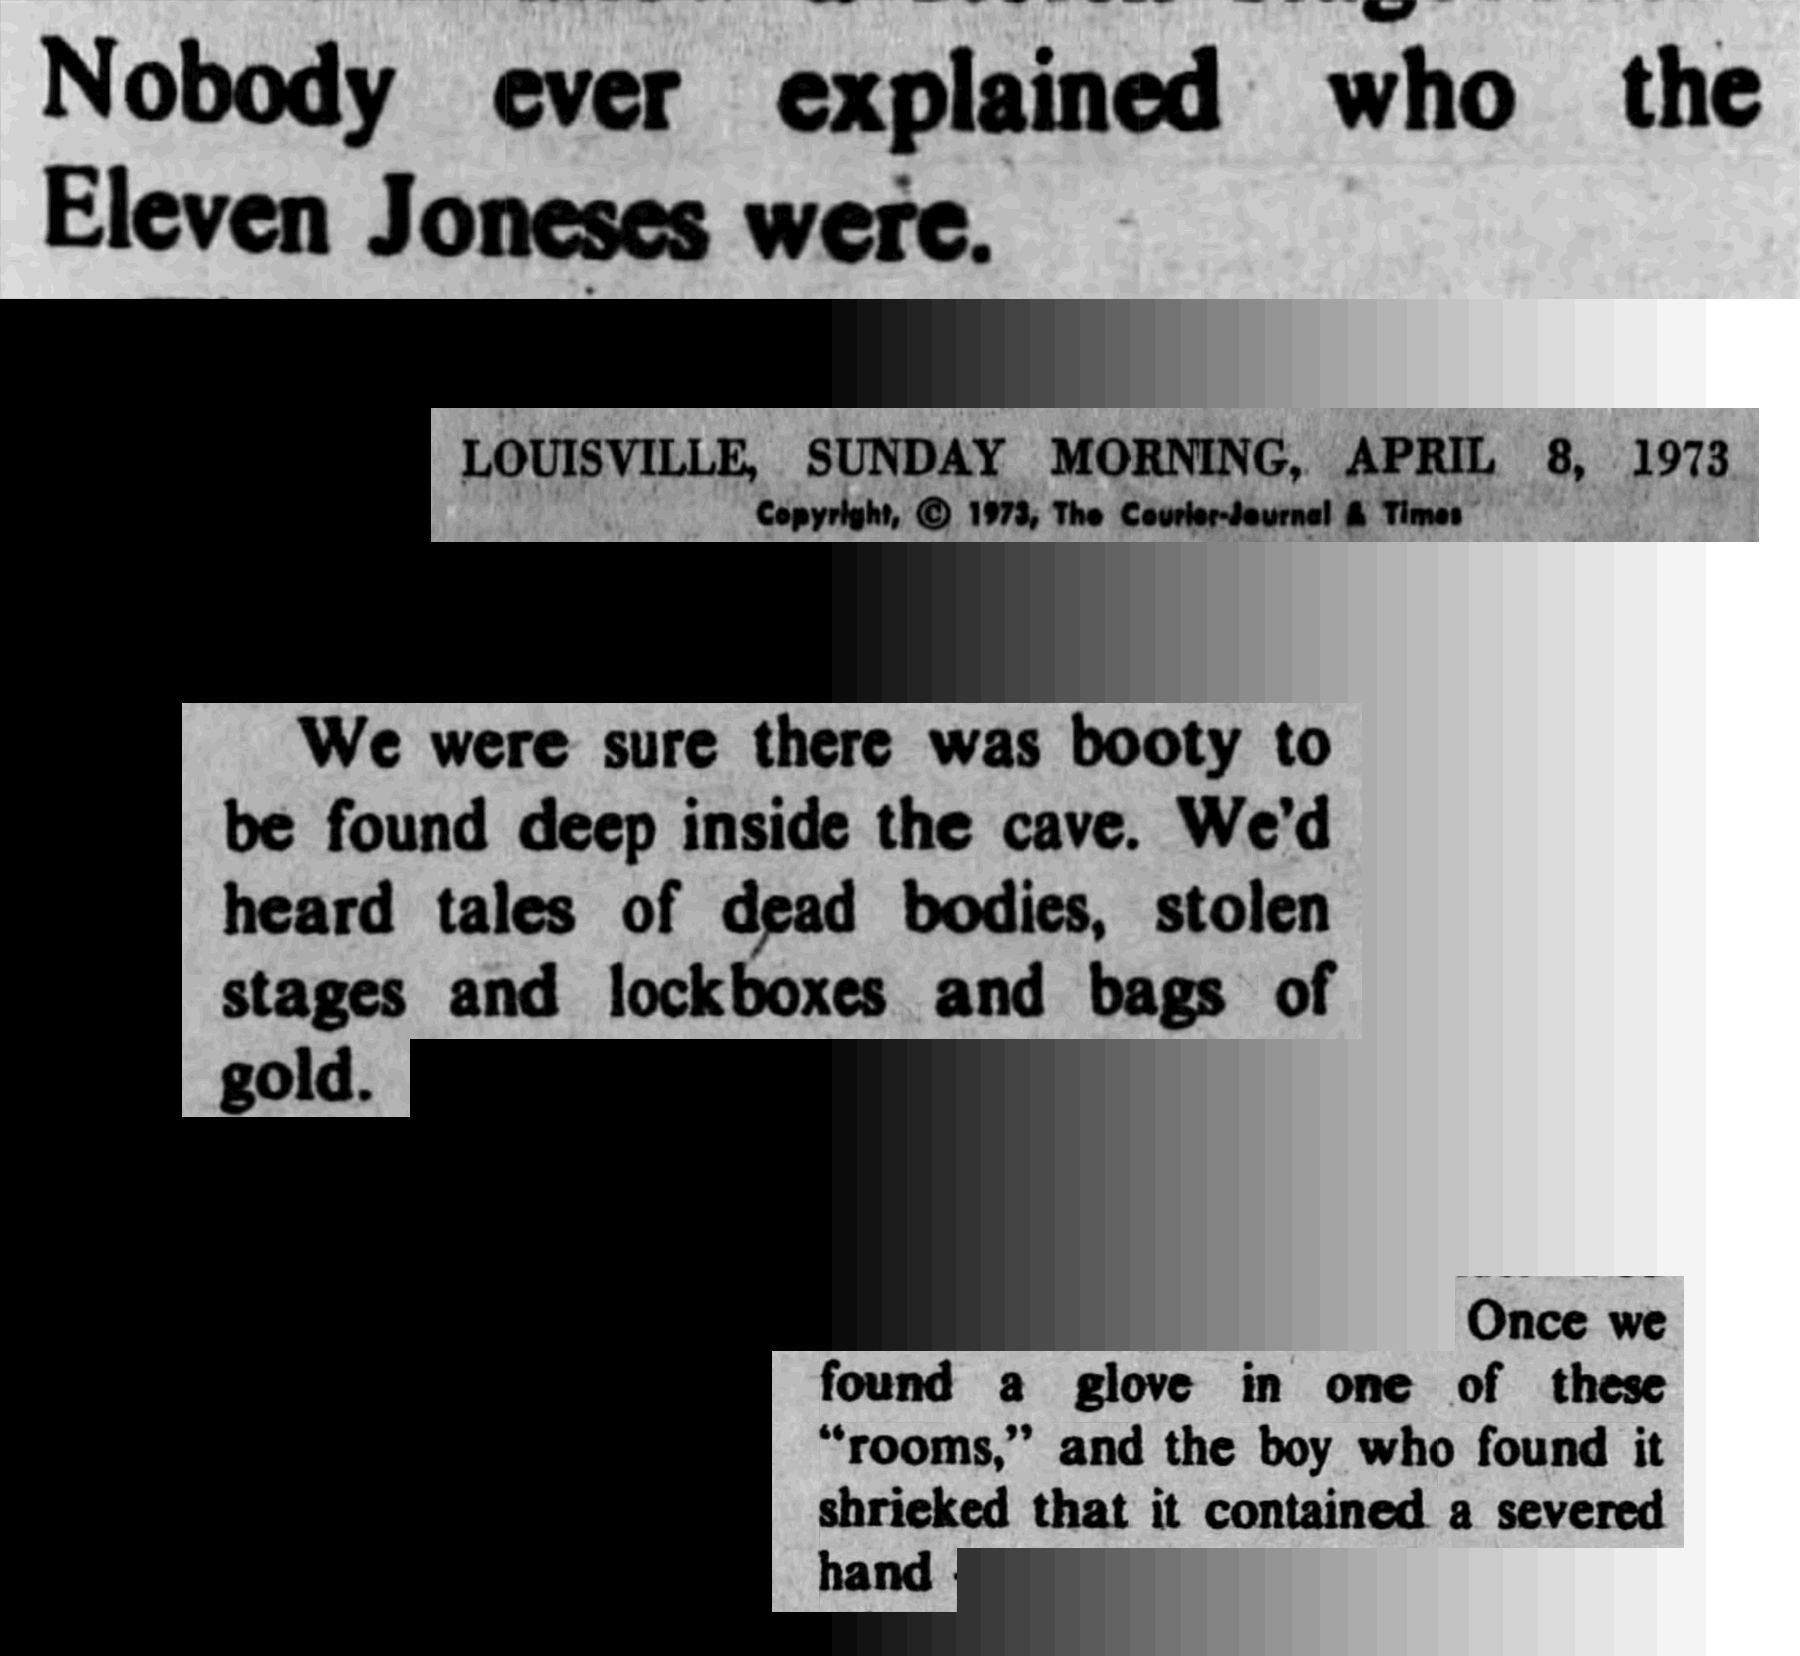 Nobody ever explained who the
Eleven Joneses were.
LOUISVILLE, SUNDAY MORNING, APRIL 8, 1973
Copyright, © 1973, The Courier-Journal & Times
We were sure there was booty to
be found deep inside the cave. We'd
heard tales of dead bodies, stolen
stages and lockboxes and bags of
gold.
Once we
found a glove in one of these
“rooms,” and the boy who found it
shrieked that it contained a severed
hand